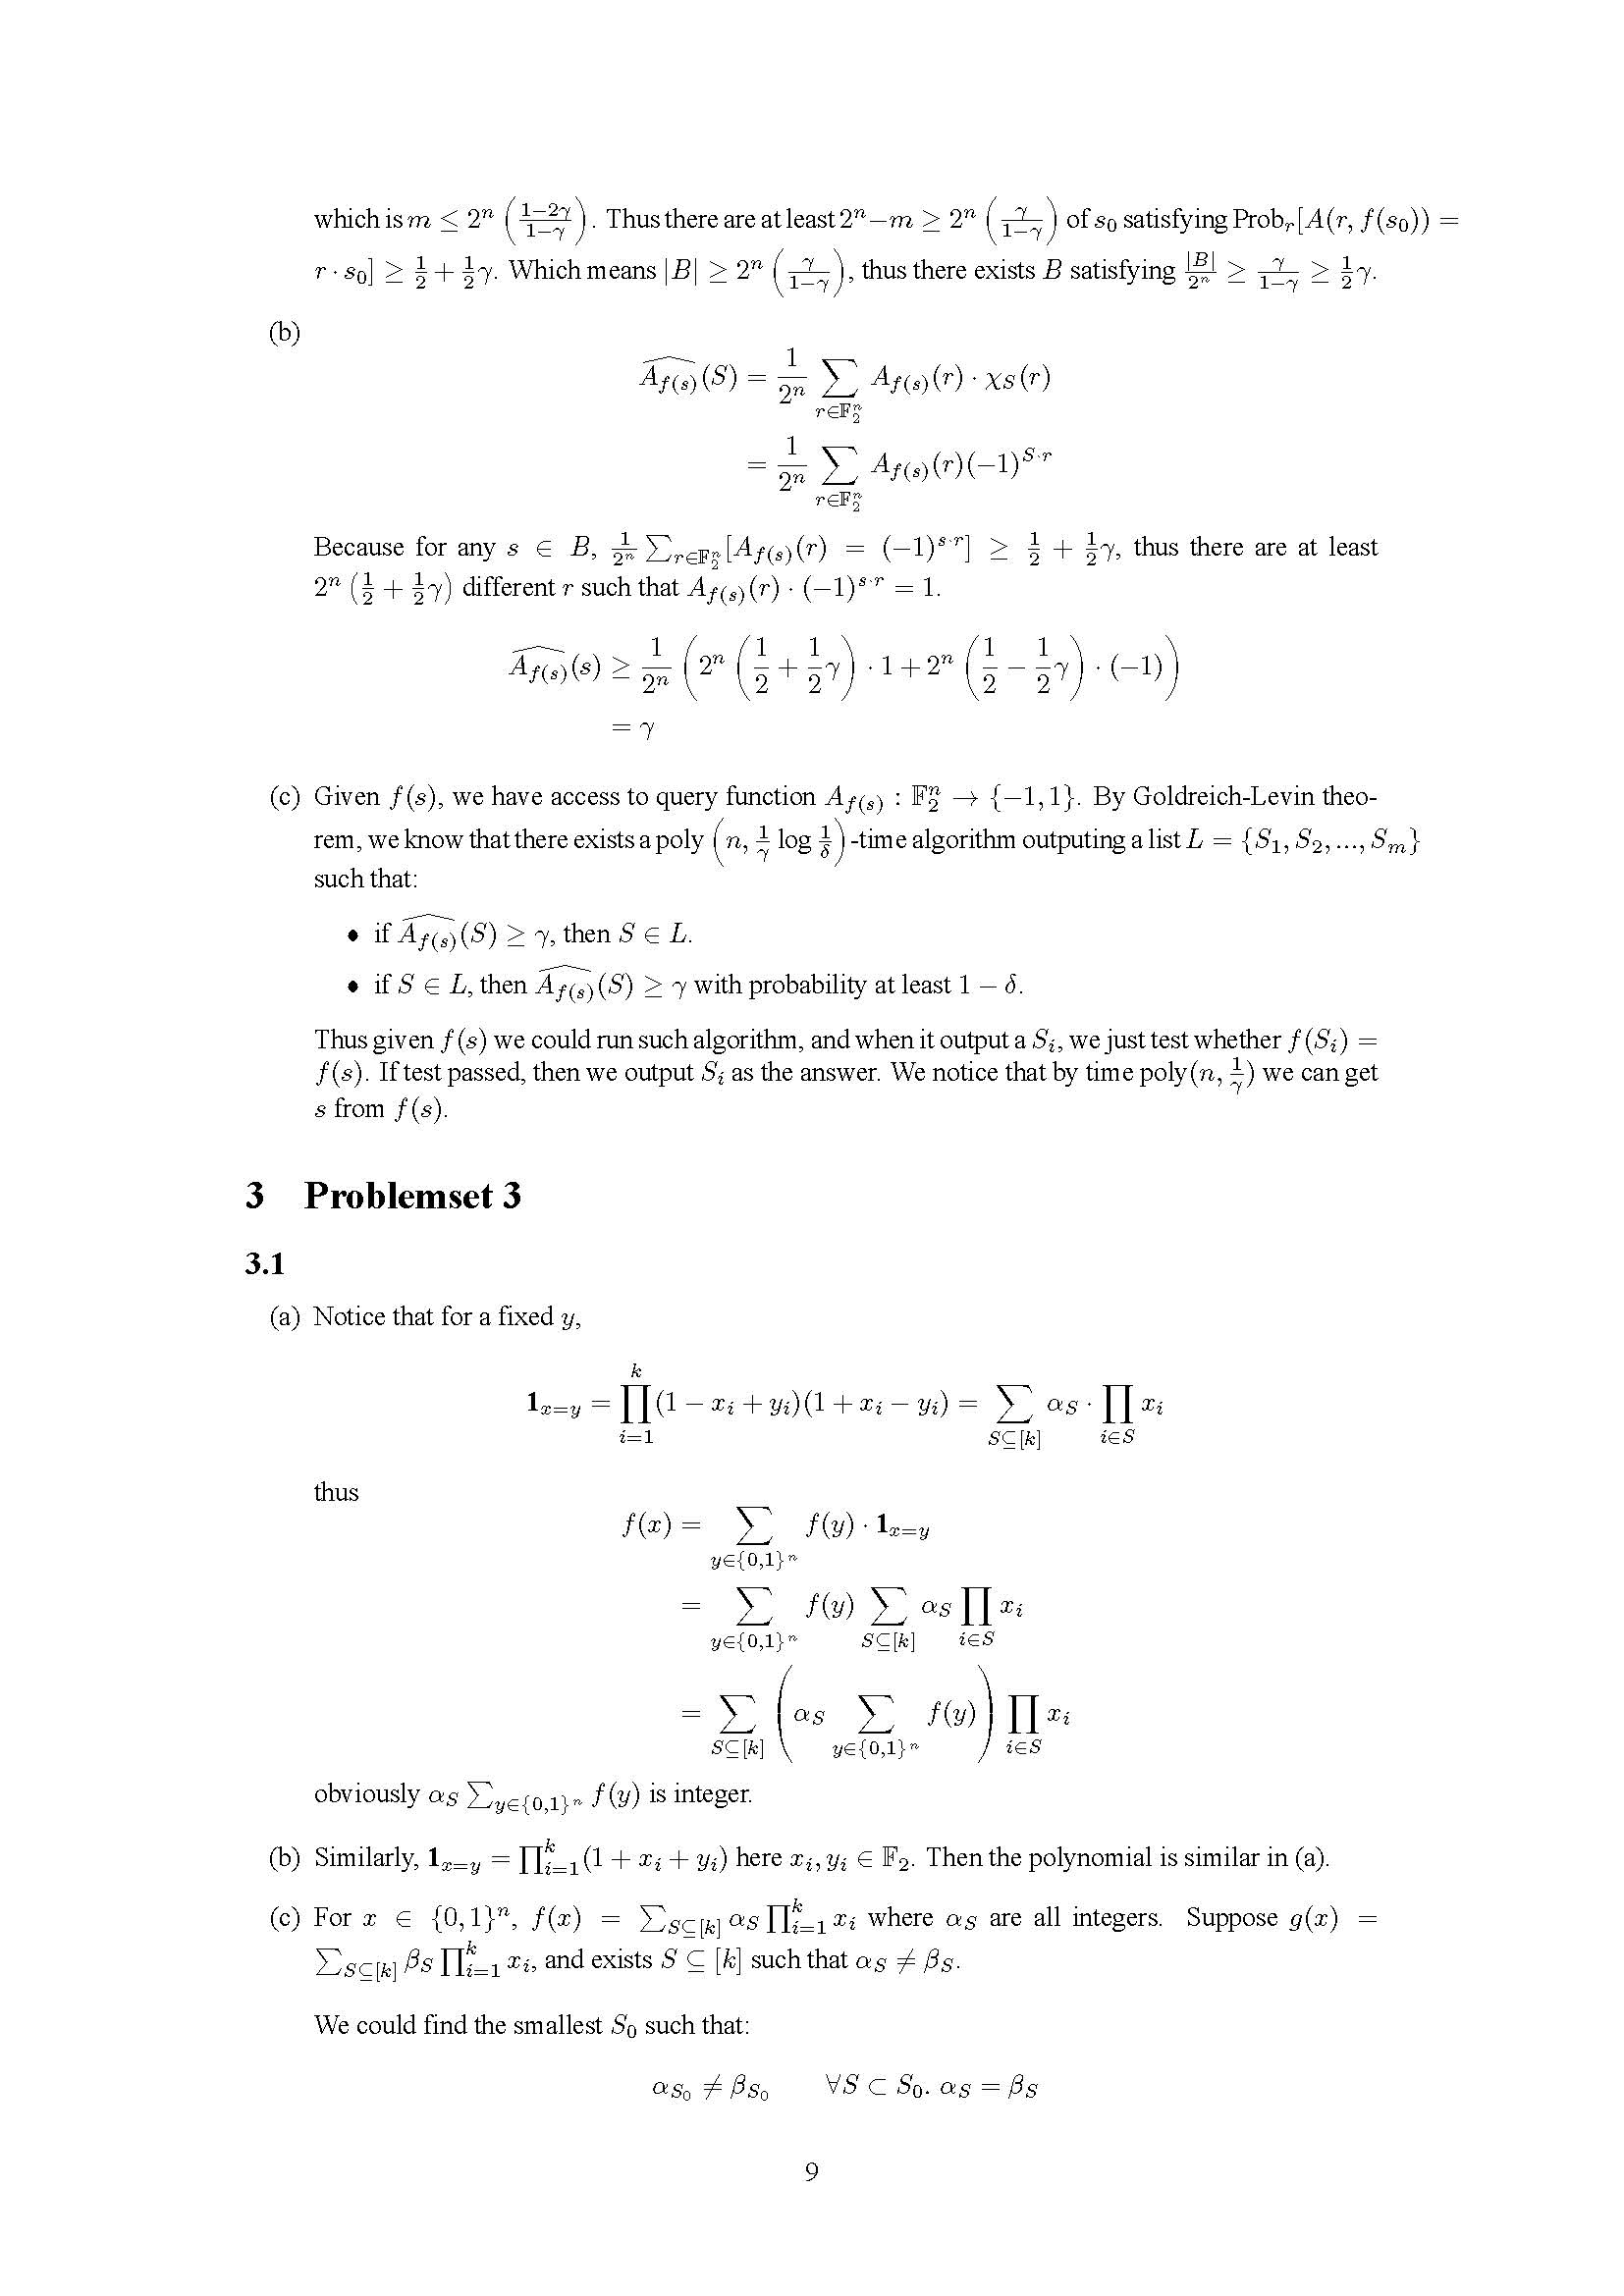 which is $m \leq 2^n \left(\frac{1-2\gamma}{1-\gamma}\right)$. Thus there are at least $2^n - m \geq 2^n \left(\frac{\gamma}{1-\gamma}\right)$ of $s_0$ satisfying $\text{Prob}_r[A(r, f(s_0)) =$
$r \cdot s_0] \geq \frac{1}{2} + \frac{1}{2}\gamma$. Which means $|B| \geq 2^n \left(\frac{\gamma}{1-\gamma}\right)$, thus there exists $B$ satisfying $\frac{|B|}{2^n} \geq \frac{\gamma}{1-\gamma} \geq \frac{1}{2}\gamma$.
(b)
$\widehat{A_{f(s)}}(S) = \frac{1}{2^n} \sum_{r \in \mathbb{F}_2^n} A_{f(s)}(r) \cdot \chi_S(r)$
$= \frac{1}{2^n} \sum_{r \in \mathbb{F}_2^n} A_{f(s)}(r)(-1)^{S \cdot r}$
Because for any $s \in B$, $\frac{1}{2^n} \sum_{r \in \mathbb{F}_2^n} [A_{f(s)}(r) = (-1)^{s \cdot r}] \geq \frac{1}{2} + \frac{1}{2}\gamma$, thus there are at least
$2^n \left(\frac{1}{2} + \frac{1}{2}\gamma\right)$ different $r$ such that $A_{f(s)}(r) \cdot (-1)^{s \cdot r} = 1$.
$\widehat{A_{f(s)}}(s) \geq \frac{1}{2^n} \left( 2^n \left( \frac{1}{2} + \frac{1}{2}\gamma \right) \cdot 1 + 2^n \left( \frac{1}{2} - \frac{1}{2}\gamma \right) \cdot (-1) \right)$
$= \gamma$
(c) Given $f(s)$, we have access to query function $A_{f(s)} : \mathbb{F}_2^n \to \{-1, 1\}$. By Goldreich-Levin theo-
rem, we know that there exists a poly $\left(n, \frac{1}{\gamma} \log \frac{1}{\delta}\right)$-time algorithm outputing a list $L = \{S_1, S_2, ..., S_m\}$
such that:
• if $\widehat{A_{f(s)}}(S) \geq \gamma$, then $S \in L$.
• if $S \in L$, then $\widehat{A_{f(s)}}(S) \geq \gamma$ with probability at least $1 - \delta$.
Thus given $f(s)$ we could run such algorithm, and when it output a $S_i$, we just test whether $f(S_i) =$
$f(s)$. If test passed, then we output $S_i$ as the answer. We notice that by time poly$(n, \frac{1}{\gamma})$ we can get
$s$ from $f(s)$.
3 Problemset 3
3.1
(a) Notice that for a fixed $y$,
$\mathbf{1}_{x=y} = \prod_{i=1}^{k} (1 - x_i + y_i)(1 + x_i - y_i) = \sum_{S \subseteq [k]} \alpha_S \cdot \prod_{i \in S} x_i$
thus
$f(x) = \sum_{y \in \{0,1\}^n} f(y) \cdot \mathbf{1}_{x=y}$
$= \sum_{y \in \{0,1\}^n} f(y) \sum_{S \subseteq [k]} \alpha_S \prod_{i \in S} x_i$
$= \sum_{S \subseteq [k]} \left( \alpha_S \sum_{y \in \{0,1\}^n} f(y) \right) \prod_{i \in S} x_i$
obviously $\alpha_S \sum_{y \in \{0,1\}^n} f(y)$ is integer.
(b) Similarly, $\mathbf{1}_{x=y} = \prod_{i=1}^{k} (1 + x_i + y_i)$ here $x_i, y_i \in \mathbb{F}_2$. Then the polynomial is similar in (a).
(c) For $x \in \{0,1\}^n$, $f(x) = \sum_{S \subseteq [k]} \alpha_S \prod_{i=1}^{k} x_i$ where $\alpha_S$ are all integers. Suppose $g(x) =$
$\sum_{S \subseteq [k]} \beta_S \prod_{i=1}^{k} x_i$, and exists $S \subseteq [k]$ such that $\alpha_S \neq \beta_S$.
We could find the smallest $S_0$ such that:
$\alpha_{S_0} \neq \beta_{S_0} \qquad \forall S \subset S_0.\ \alpha_S = \beta_S$
9